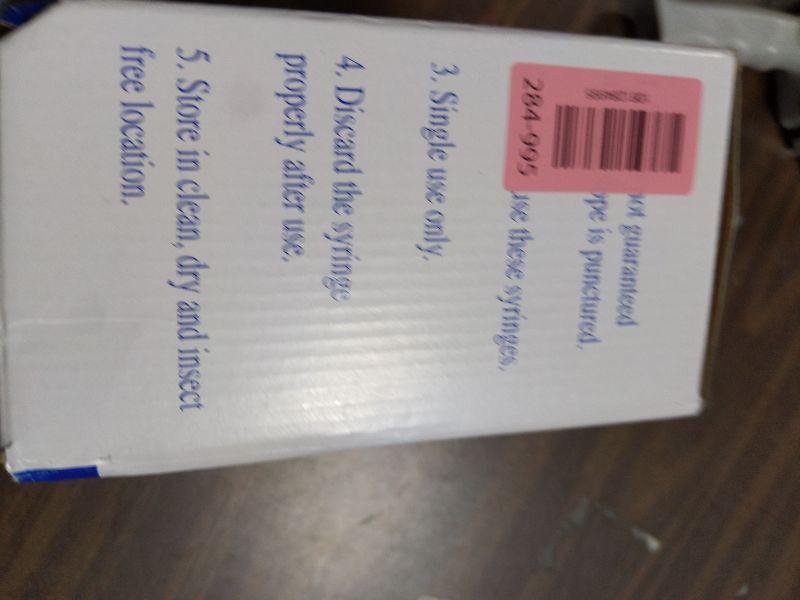 284-995
ot guaranteed
pe is punctured.
use these syringes.
3. Single use only.
4. Discard the syringe
properly after use.
5. Store in clean, dry and insect
free location.